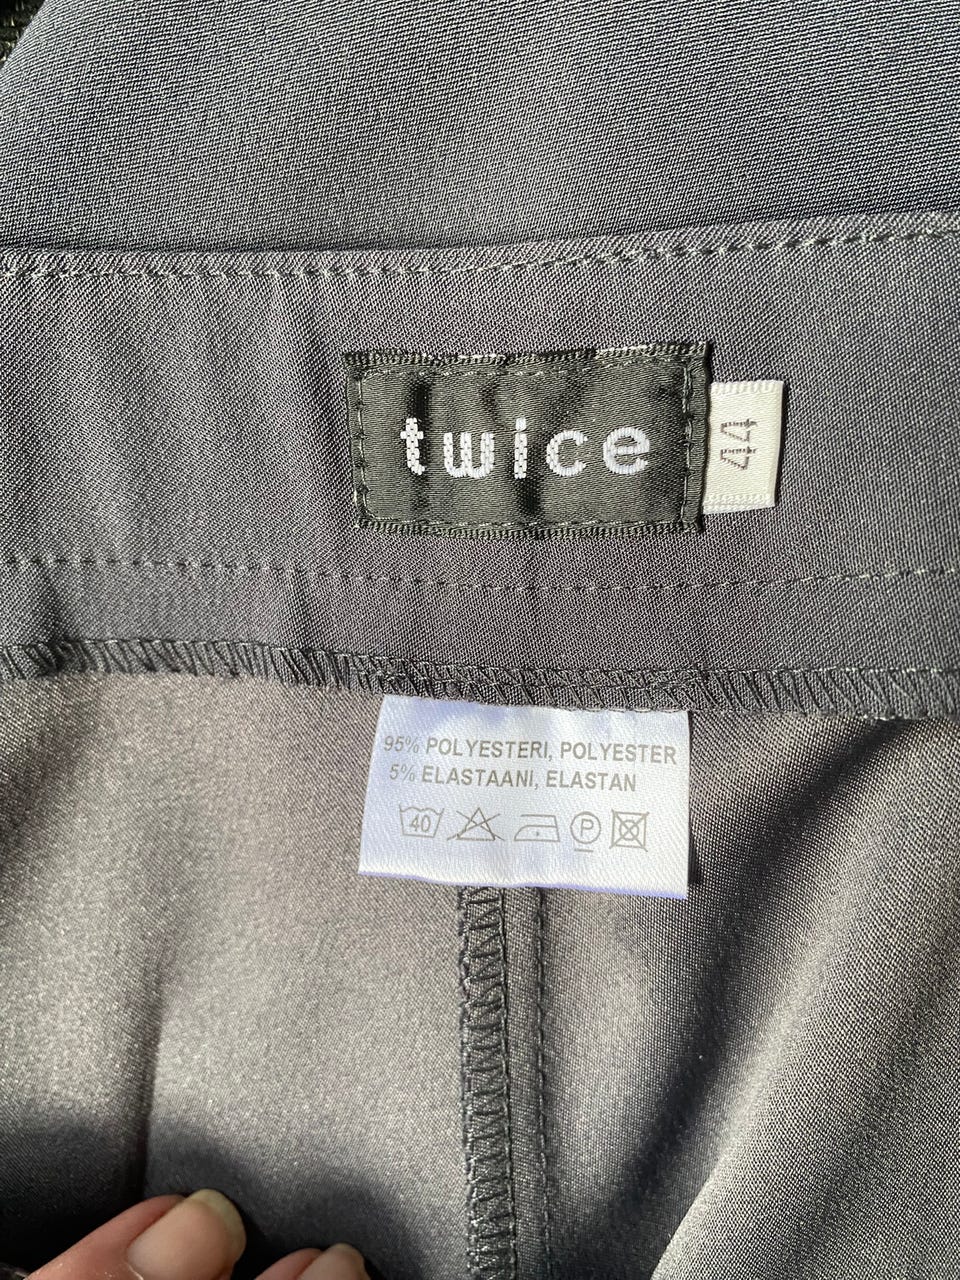 twice
44
95% POLYESTERI, POLYESTER
5% ELASTAANI, ELASTAN
40 P